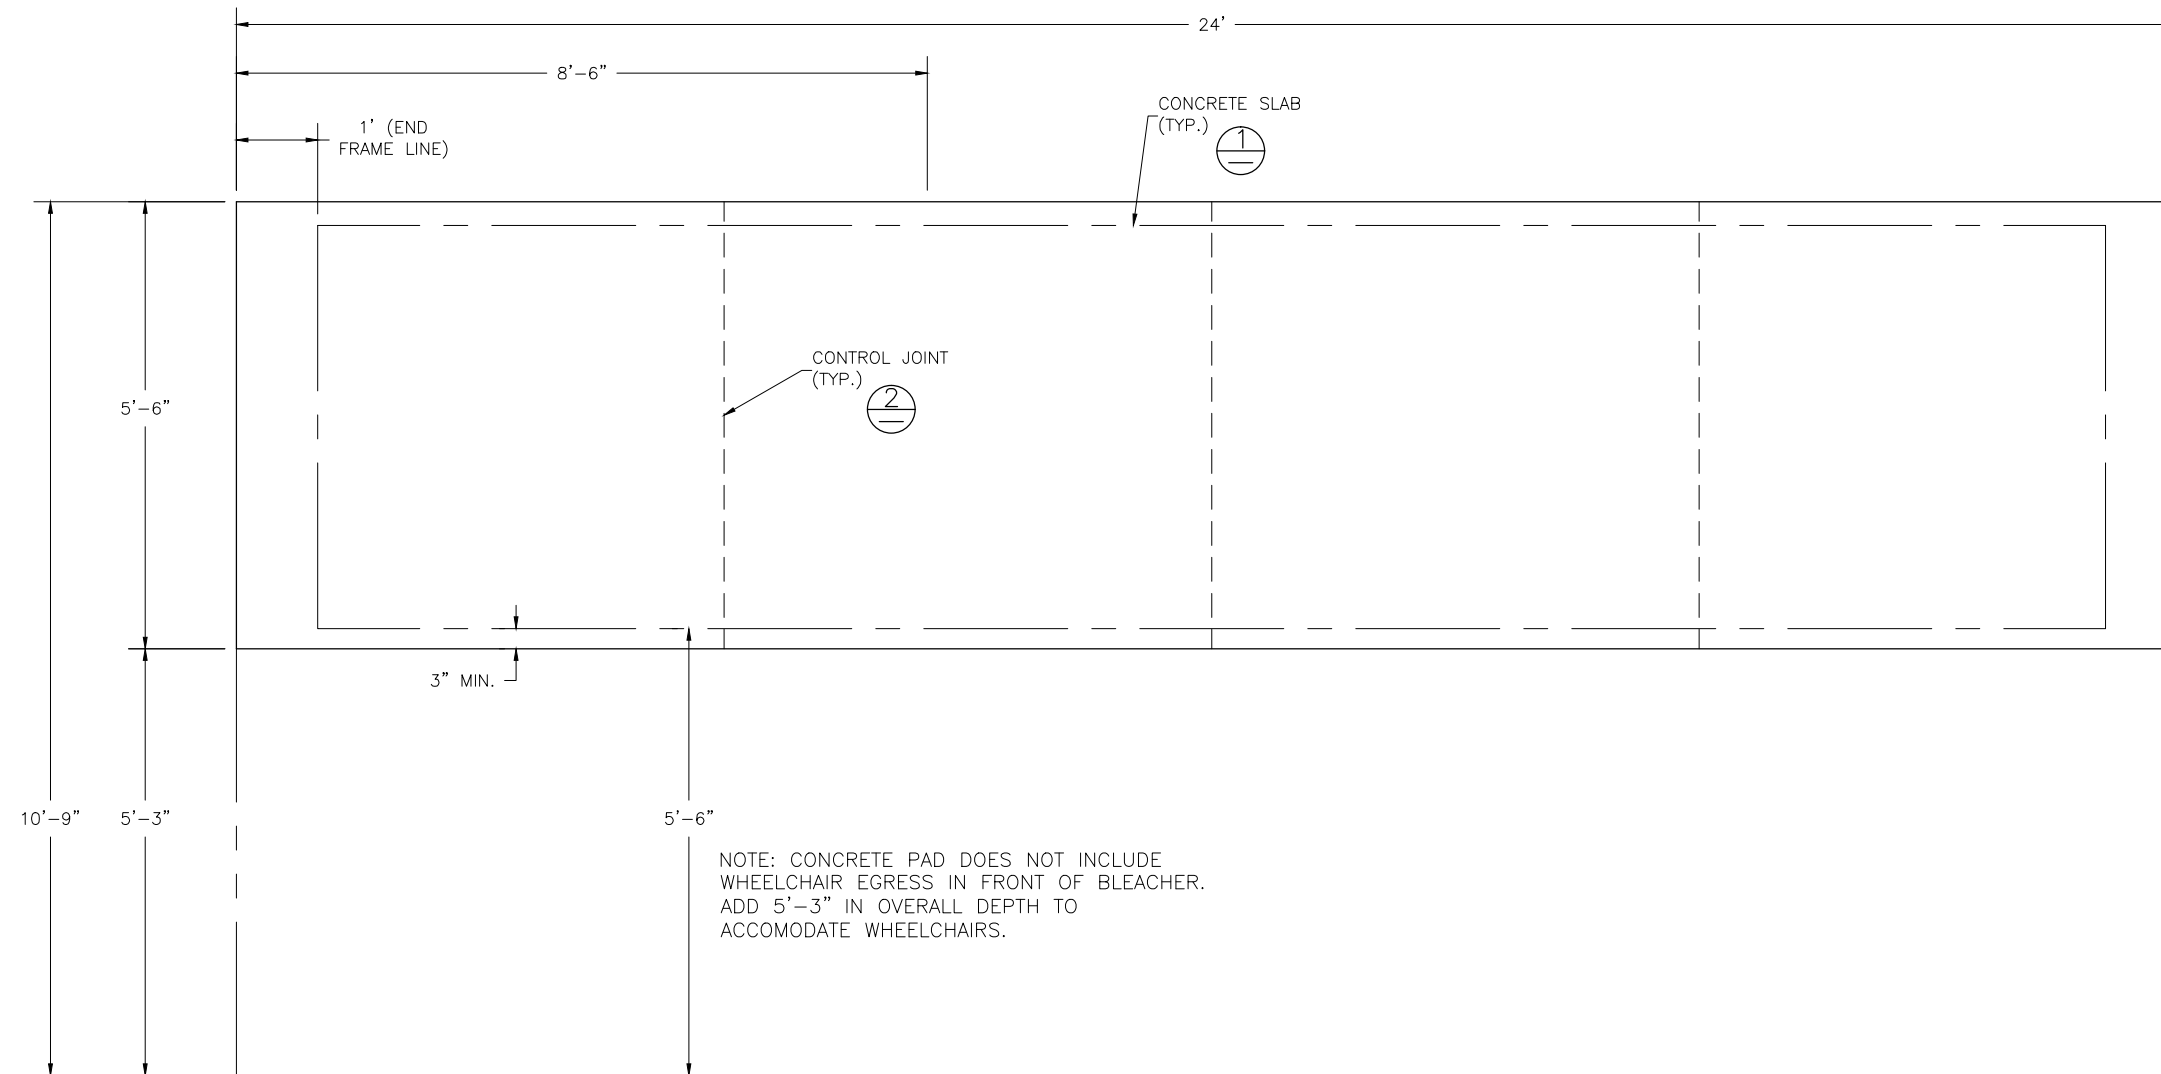 24'
8'-6"
1' (END
FRAME LINE)
CONCRETE SLAB
(TYP.)
1
CONTROL JOINT
(TYP.)
2
5'-6"
3" MIN.
10'-9"
5'-3"
5'-6"
NOTE: CONCRETE PAD DOES NOT INCLUDE
WHEELCHAIR EGRESS IN FRONT OF BLEACHER.
ADD 5'-3" IN OVERALL DEPTH TO
ACCOMODATE WHEELCHAIRS.